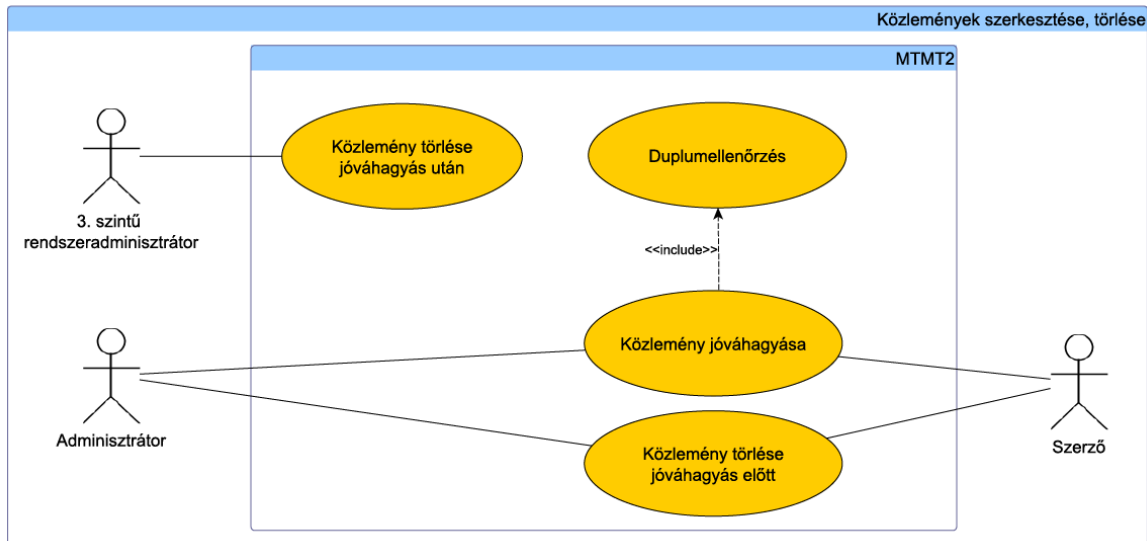 Közlemények szerkesztése, törlése
MTMT2
Közlemény törlése
jóváhagyás után
Duplumellenőrzés
3. szintű
rendszeradminisztrátor
<<include>>
Közlemény jóváhagyása
Adminisztrátor
Szerző
Közlemény törlése
jóváhagyás előtt